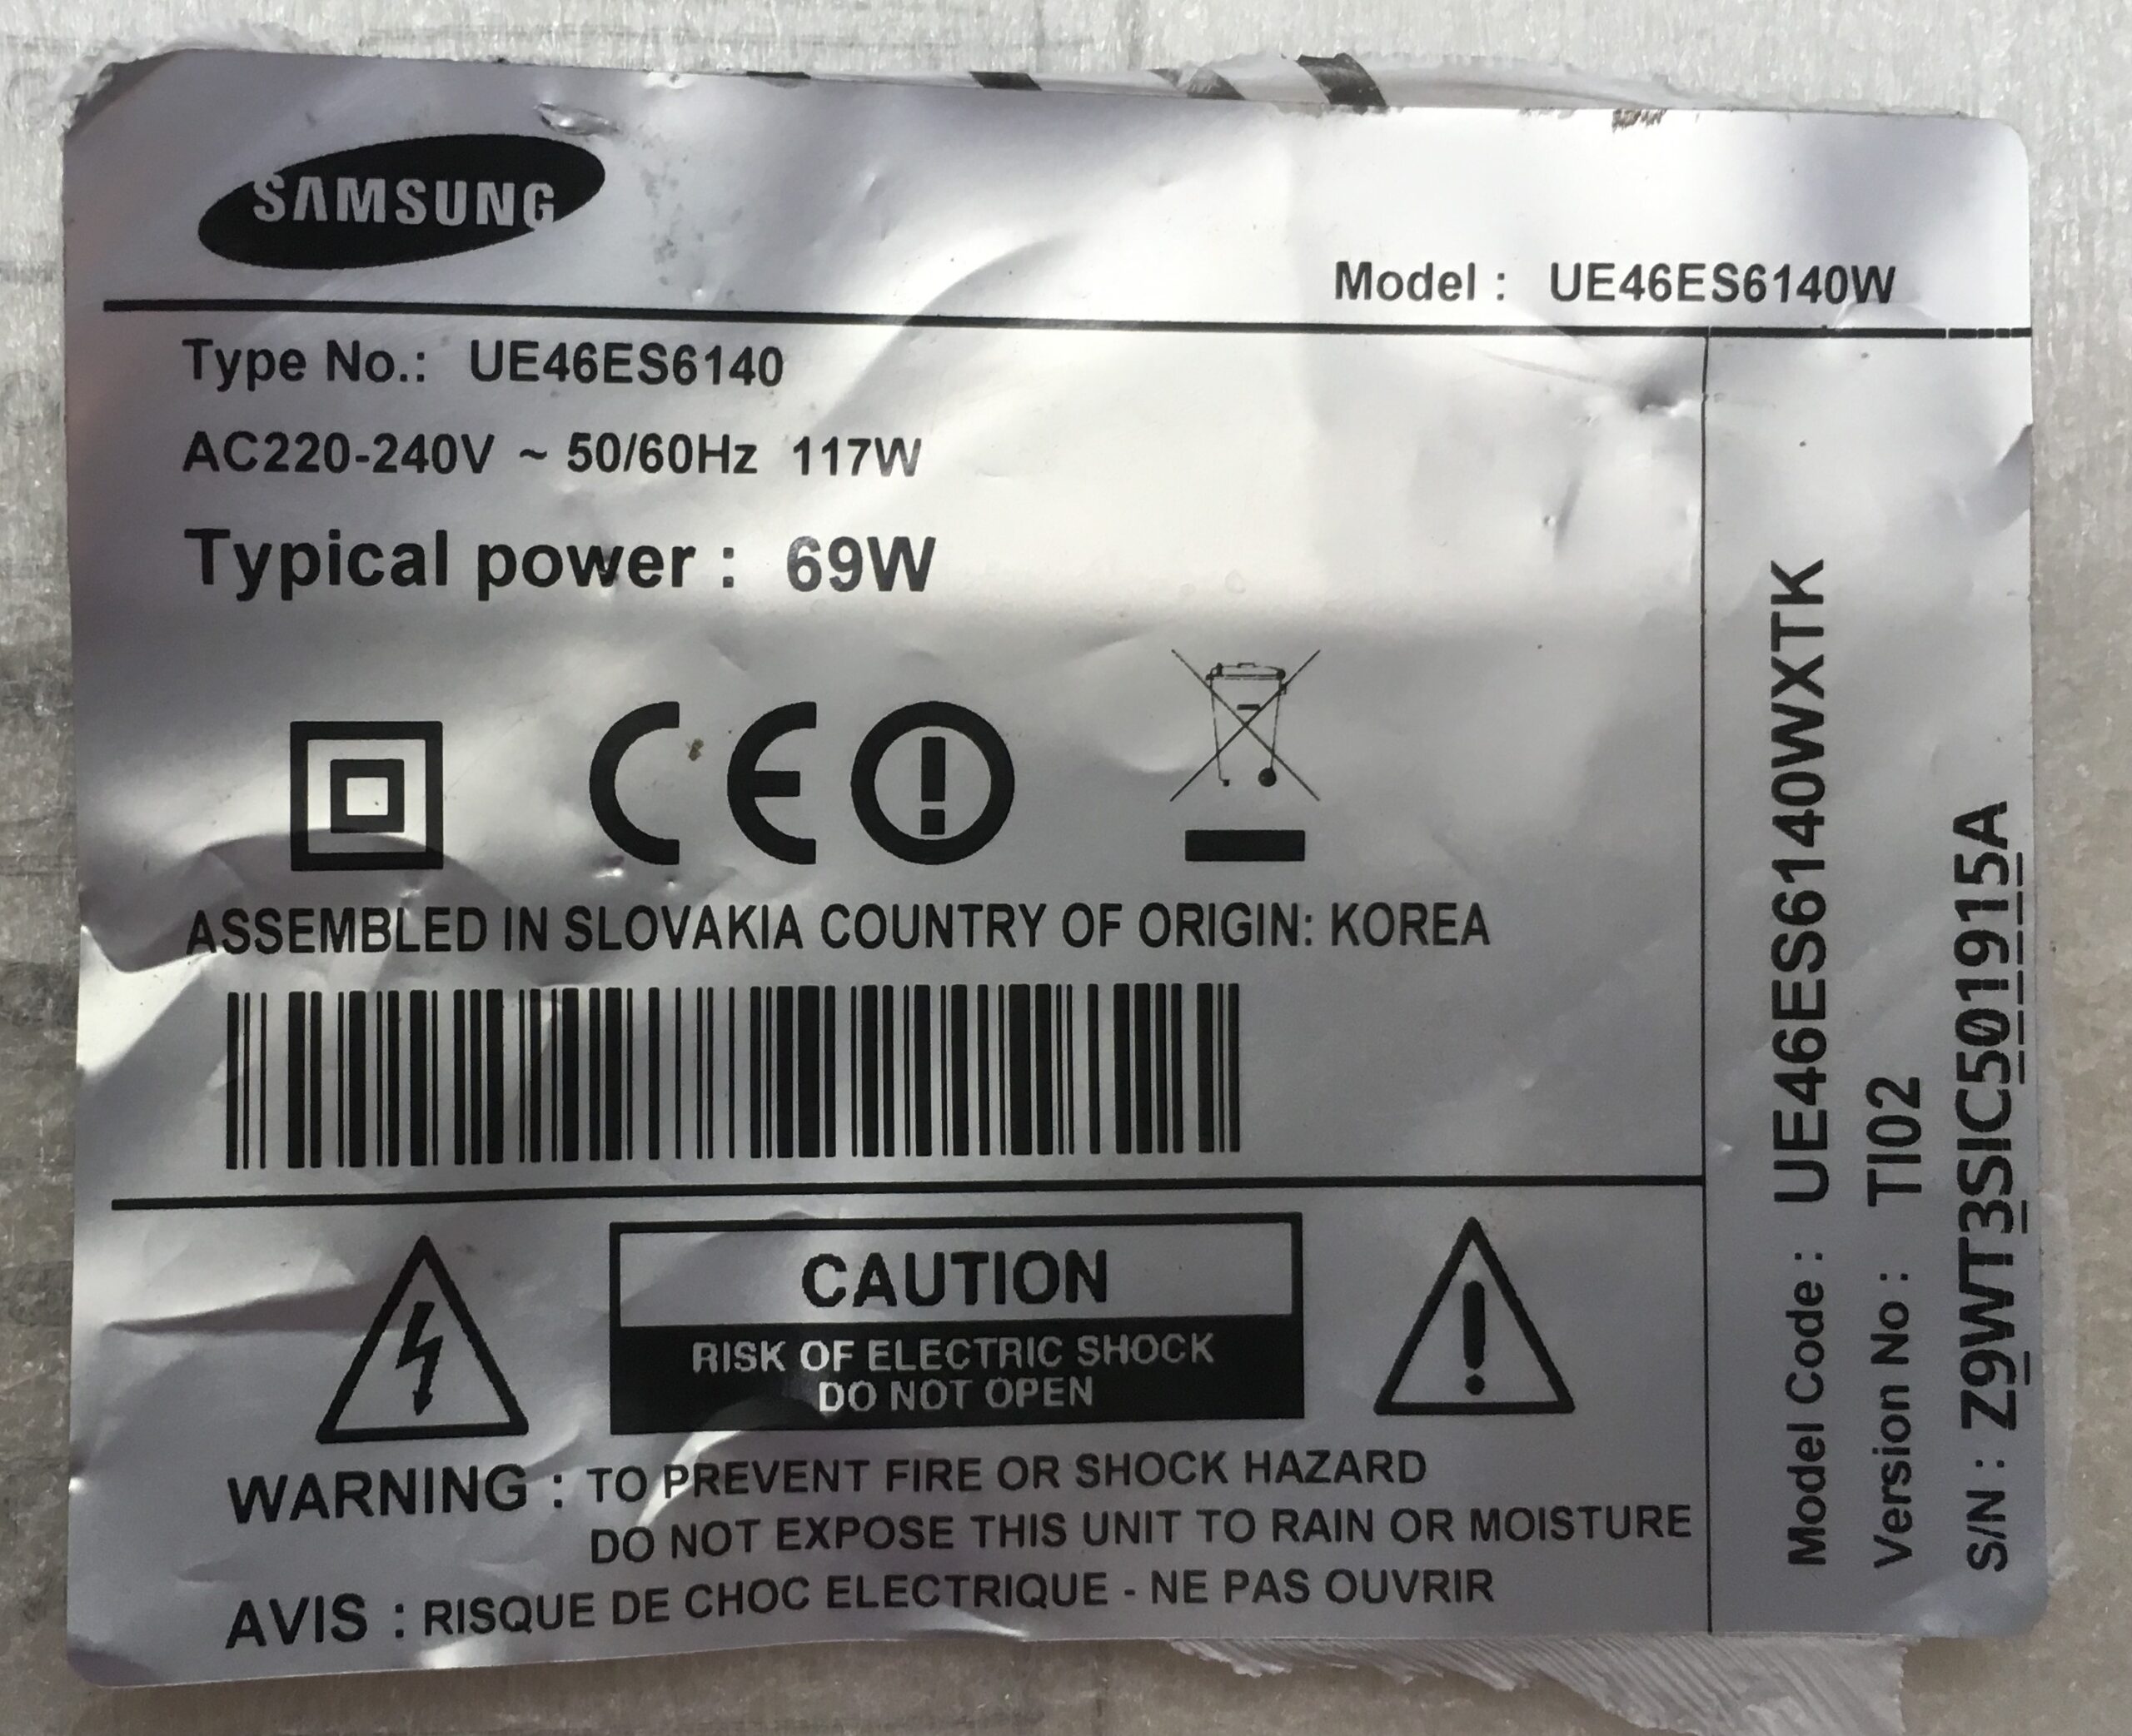 SAMSUNG
Model : UE46ES6140W
Type No.: UE46ES6140
AC220-240V ~ 50/60Hz 117W
Typical power : 69W
CE
ASSEMBLED IN SLOVAKIA COUNTRY OF ORIGIN: KOREA
CAUTION
RISK OF ELECTRIC SHOCK
DO NOT OPEN
WARNING : TO PREVENT FIRE OR SHOCK HAZARD
DO NOT EXPOSE THIS UNIT TO RAIN OR MOISTURE
AVIS : RISQUE DE CHOC ELECTRIQUE - NE PAS OUVRIR
Model Code : UE46ES6140WXTK
Version No : TI02
S/N : Z9WT3SIC501915A